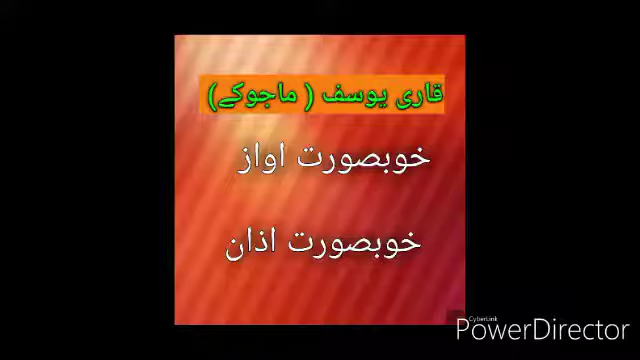 قاری یوسف ( ماجوکے)
خوبصورت اواز
خوبصورت اذان
CyberLink
PowerDirector